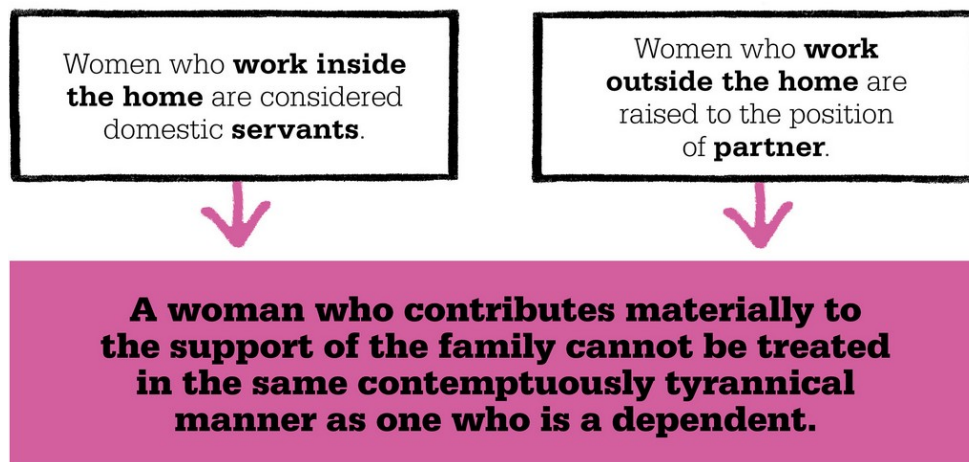 Women who work inside
the home are considered
domestic servants.
Women who work
outside the home are
raised to the position
of partner.
A woman who contributes materially to
the support of the family cannot be treated
in the same contemptuously tyrannical
manner as one who is a dependent.